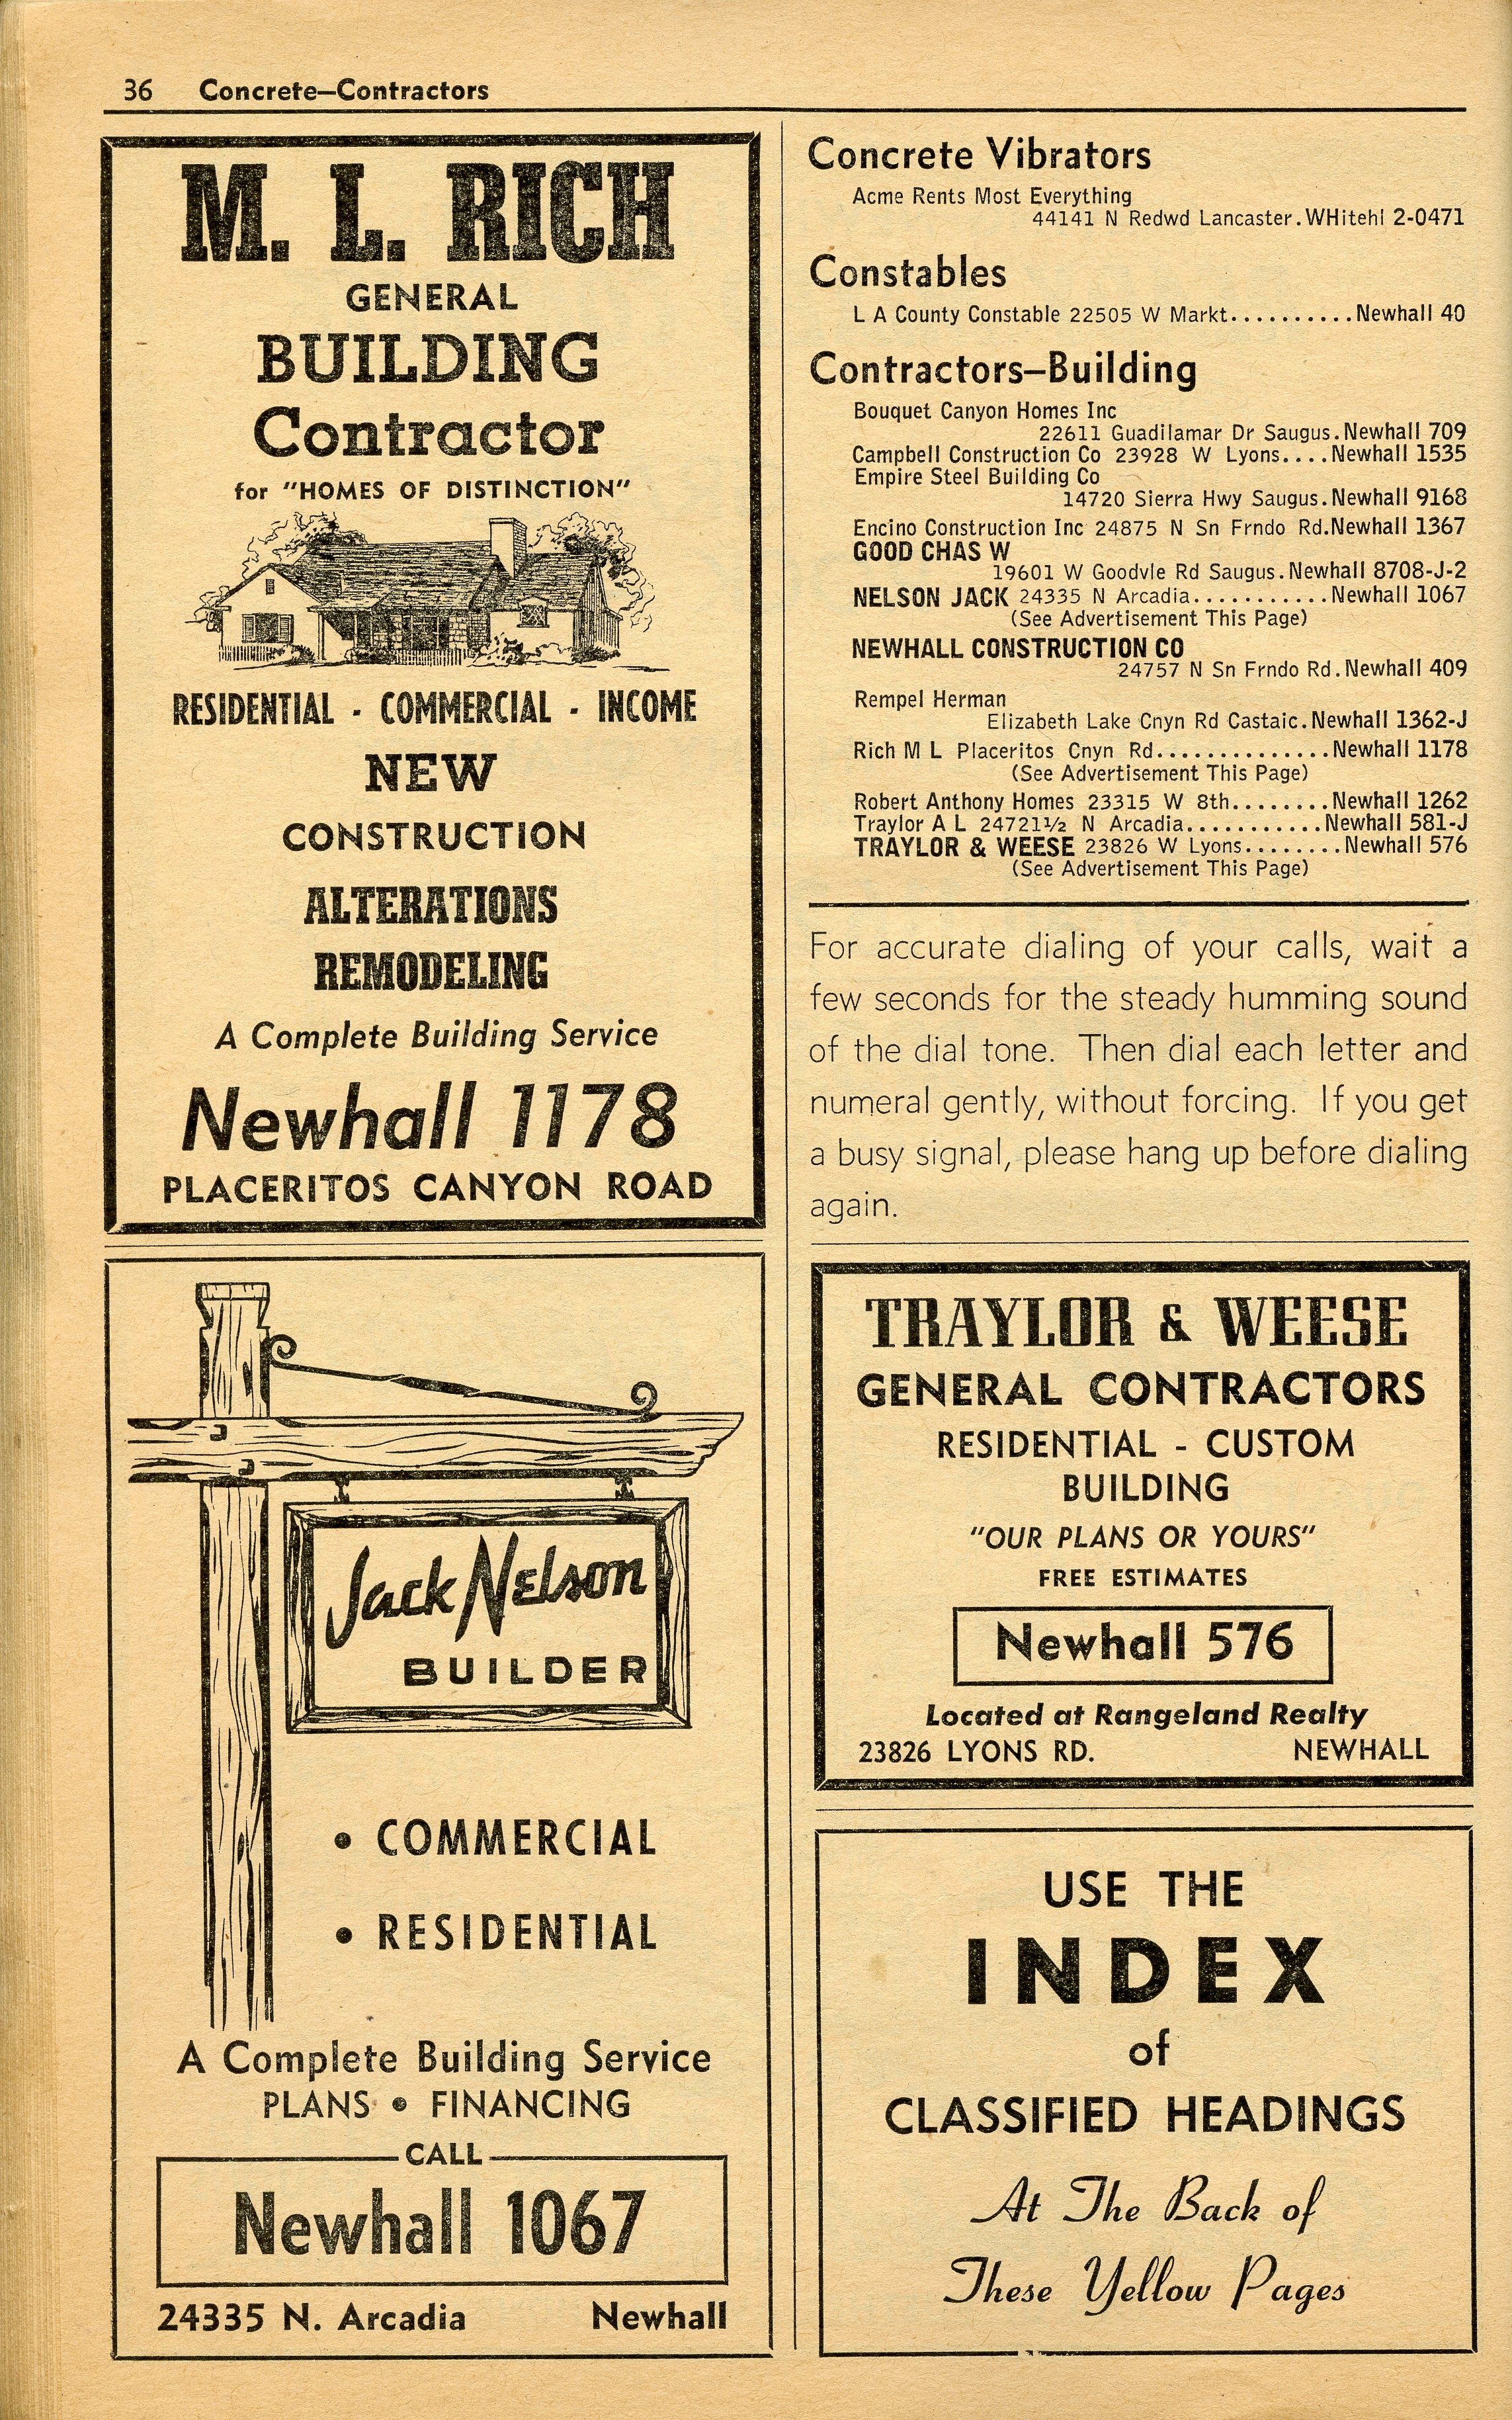 36 Concrete—Contractors
M. L. RICH
GENERAL
BUILDING
Contractor
for "HOMES OF DISTINCTION"
RESIDENTIAL - COMMERCIAL - INCOME
NEW
CONSTRUCTION
ALTERATIONS
REMODELING
A Complete Building Service
Newhall 1178
PLACERITOS CANYON ROAD
Jack Nelson
BUILDER
• COMMERCIAL
• RESIDENTIAL
A Complete Building Service
PLANS • FINANCING
CALL
Newhall 1067
24335 N. Arcadia Newhall
Concrete Vibrators
Acme Rents Most Everything
44141 N Redwd Lancaster.WHitehl 2-0471
Constables
L A County Constable 22505 W Markt..........Newhall 40
Contractors—Building
Bouquet Canyon Homes Inc
22611 Guadilamar Dr Saugus.Newhall 709
Campbell Construction Co 23928 W Lyons....Newhall 1535
Empire Steel Building Co
14720 Sierra Hwy Saugus.Newhall 9168
Encino Construction Inc 24875 N Sn Frndo Rd.Newhall 1367
GOOD CHAS W
19601 W Goodvle Rd Saugus.Newhall 8708-J-2
NELSON JACK 24335 N Arcadia...........Newhall 1067
(See Advertisement This Page)
NEWHALL CONSTRUCTION CO
24757 N Sn Frndo Rd.Newhall 409
Rempel Herman
Elizabeth Lake Cnyn Rd Castaic.Newhall 1362-J
Rich M L Placeritos Cnyn Rd..............Newhall 1178
(See Advertisement This Page)
Robert Anthony Homes 23315 W 8th........Newhall 1262
Traylor A L 24721½ N Arcadia...........Newhall 581-J
TRAYLOR & WEESE 23826 W Lyons........Newhall 576
(See Advertisement This Page)
For accurate dialing of your calls, wait a
few seconds for the steady humming sound
of the dial tone. Then dial each letter and
numeral gently, without forcing. If you get
a busy signal, please hang up before dialing
again.
TRAYLOR & WEESE
GENERAL CONTRACTORS
RESIDENTIAL - CUSTOM
BUILDING
"OUR PLANS OR YOURS"
FREE ESTIMATES
Newhall 576
Located at Rangeland Realty
23826 LYONS RD. NEWHALL
USE THE
INDEX
of
CLASSIFIED HEADINGS
At The Back of
These Yellow Pages